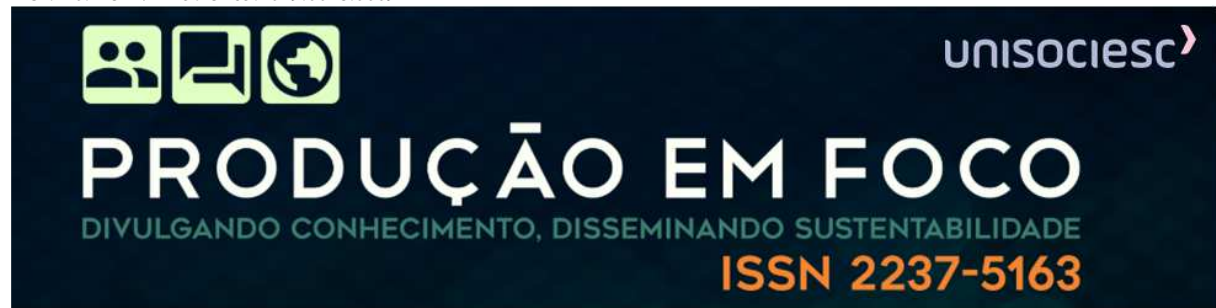 unisociesc
PRODUÇÃO EM FOCO
DIVULGANDO CONHECIMENTO, DISSEMINANDO SUSTENTABILIDADE
ISSN 2237-5163